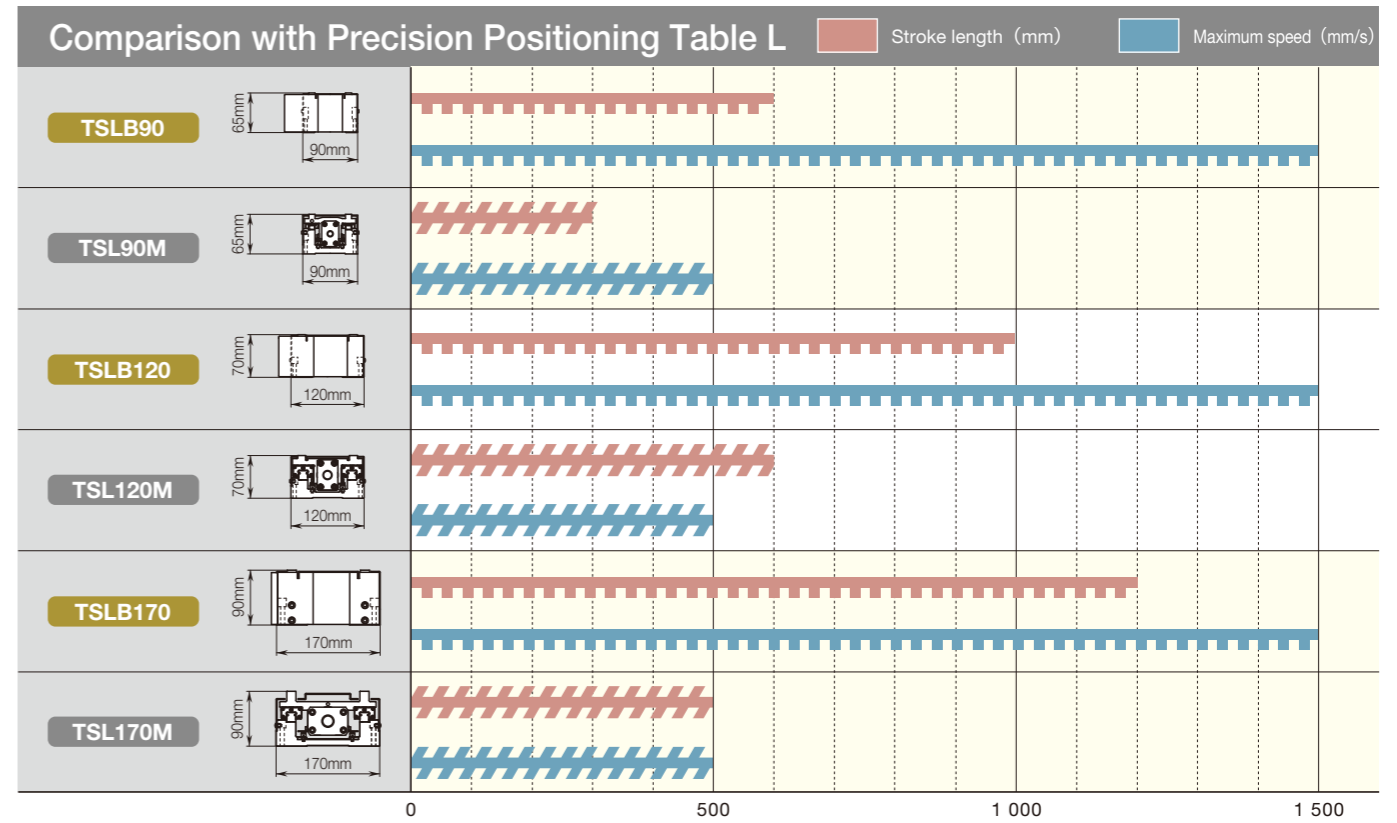 Comparison with Precision Positioning Table L
Stroke length (mm)
Maximum speed (mm/s)
TSLB90
65mm
90mm
TSL90M
65mm
90mm
TSLB120
70mm
120mm
TSL120M
70mm
120mm
TSLB170
90mm
170mm
TSL170M
90mm
170mm
0 500 1 000 1 500